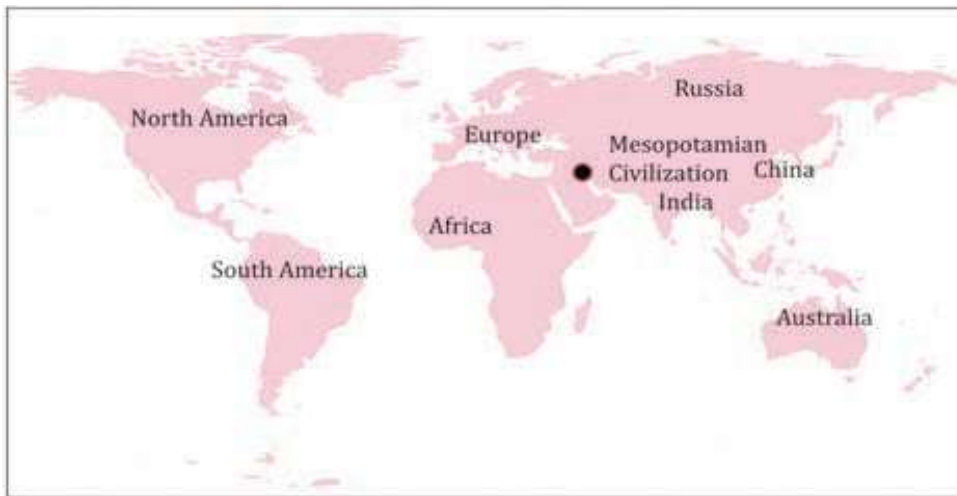 Russia
North America
Europe
Mesopotamian
Civilization
China
India
Africa
South America
Australia